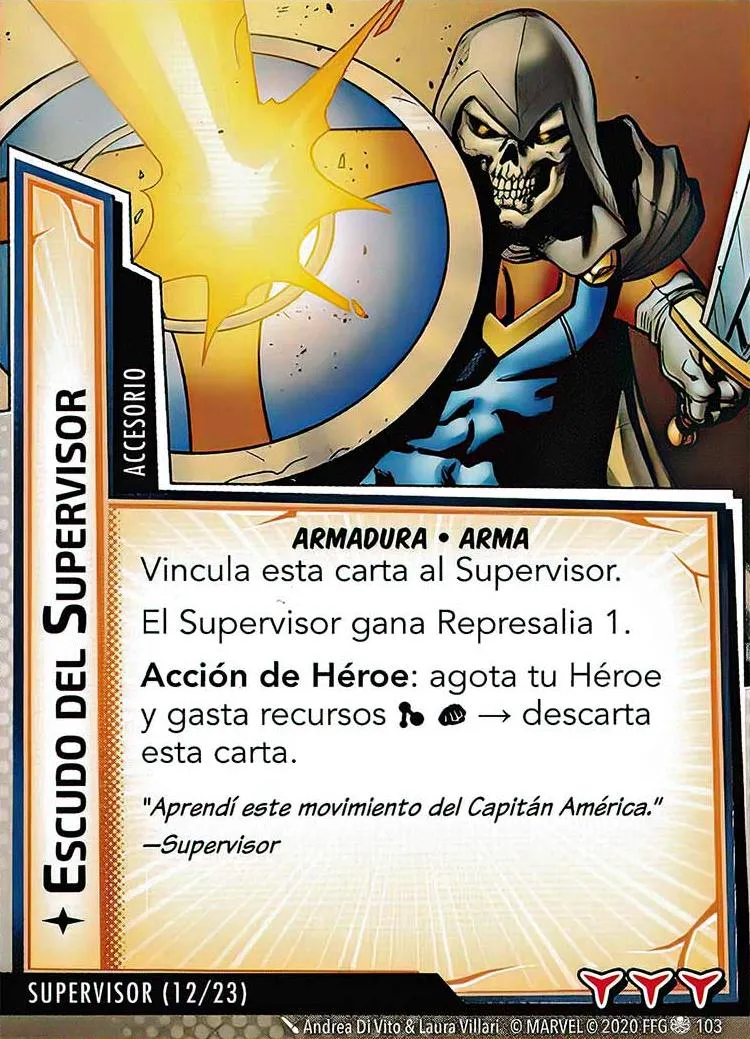 ACCESORIO
ESCUDO DEL SUPERVISOR
ARMADURA • ARMA
Vincula esta carta al Supervisor.
El Supervisor gana Represalia 1.
Acción de Héroe: agota tu Héroe
y gasta recursos → descarta
esta carta.
"Aprendí este movimiento del Capitán América."
—Supervisor
SUPERVISOR (12/23)
Andrea Di Vito & Laura Villari © MARVEL © 2020 FFG 103